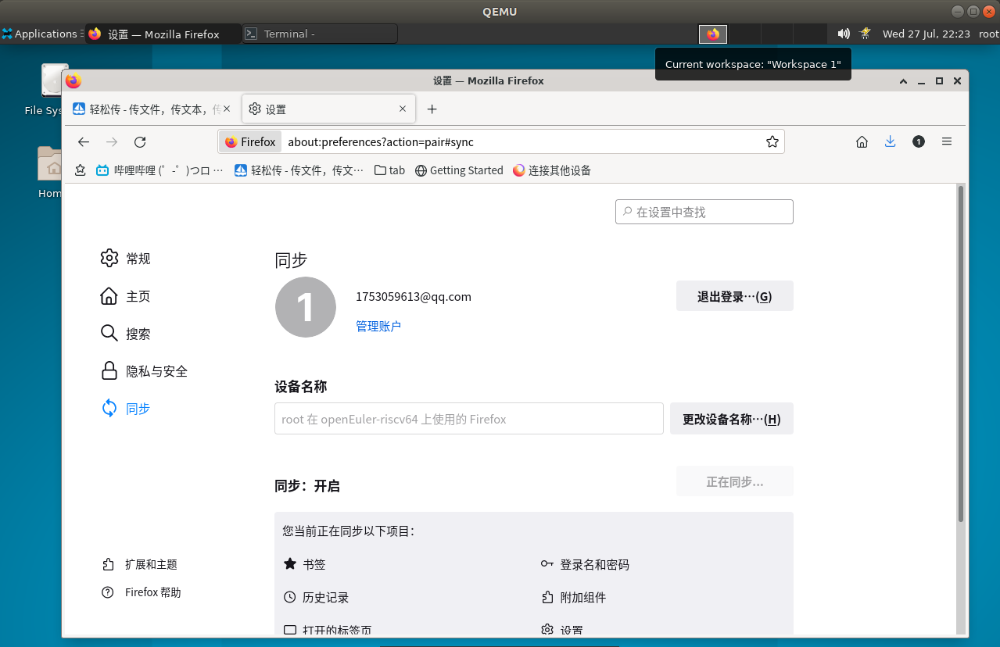 QEMU
Applications
设置 — Mozilla Firefox
Terminal -
Wed 27 Jul, 22:23
root
Current workspace: "Workspace 1"
File Sys
Hom
设置 — Mozilla Firefox
轻松传 - 传文件，传文本，传
设置
Firefox
about:preferences?action=pair#sync
1
哔哩哔哩 (゜-゜)つロ …
轻松传 - 传文件，传文…
tab
Getting Started
连接其他设备
在设置中查找
常规
主页
搜索
隐私与安全
同步
扩展和主题
Firefox 帮助
同步
1
1753059613@qq.com
管理账户
退出登录…(G)
设备名称
root 在 openEuler-riscv64 上使用的 Firefox
更改设备名称…(H)
同步：开启
正在同步…
您当前正在同步以下项目：
书签
登录名和密码
历史记录
附加组件
打开的标签页
设置